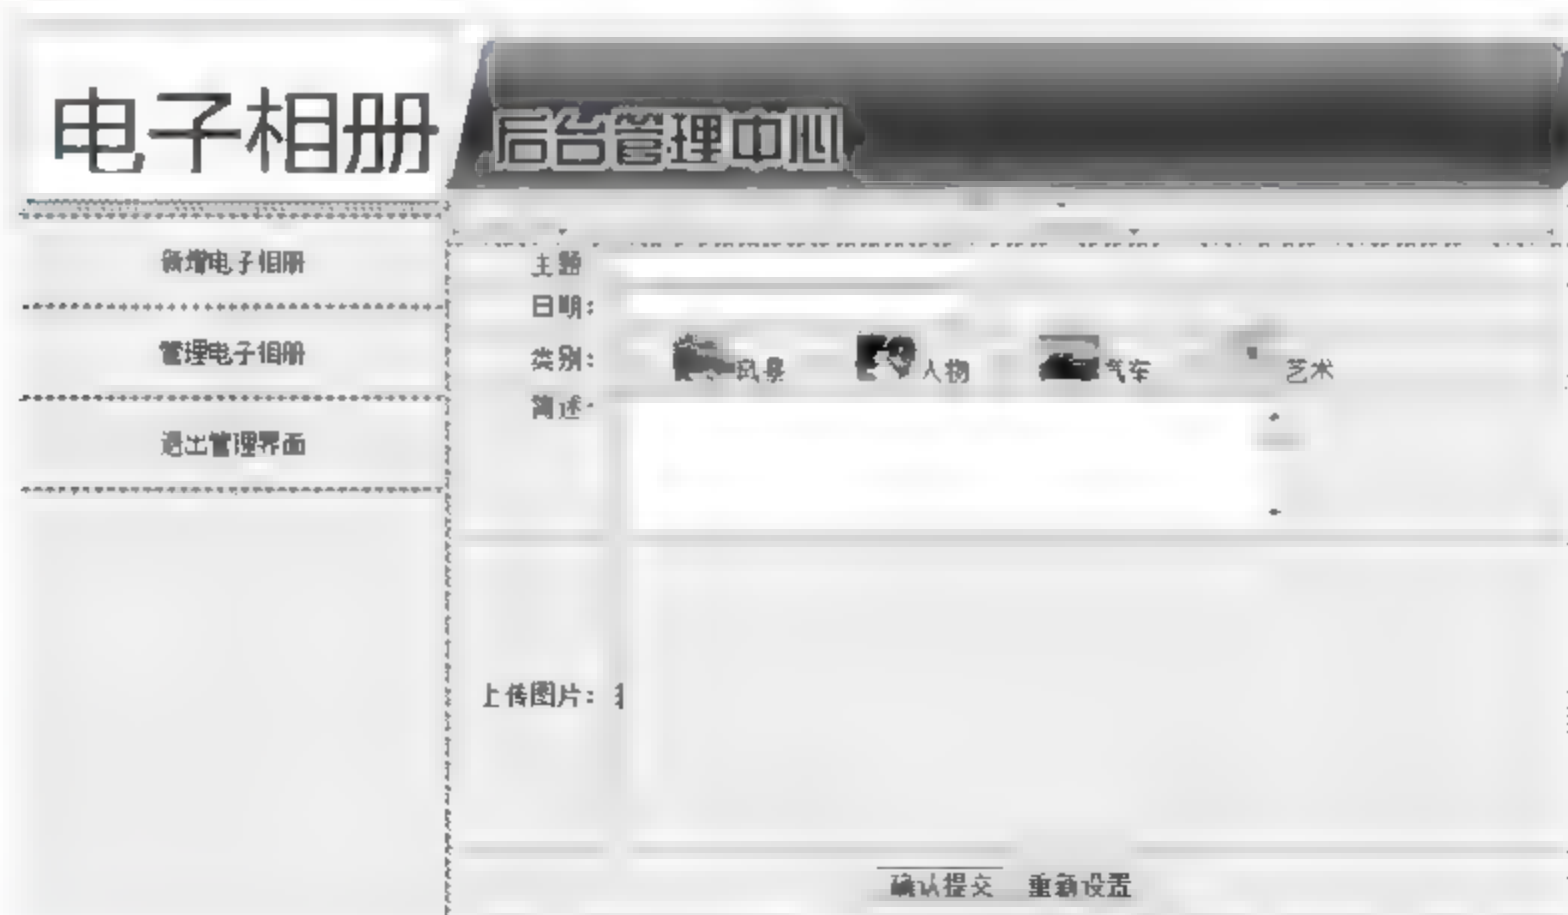 电子相册
后台管理中心
新增电子相册
管理电子相册
退出管理界面
主题
日期：
类别： 风景 人物 汽车 艺术
简述：
上传图片：
确认提交 重新设置